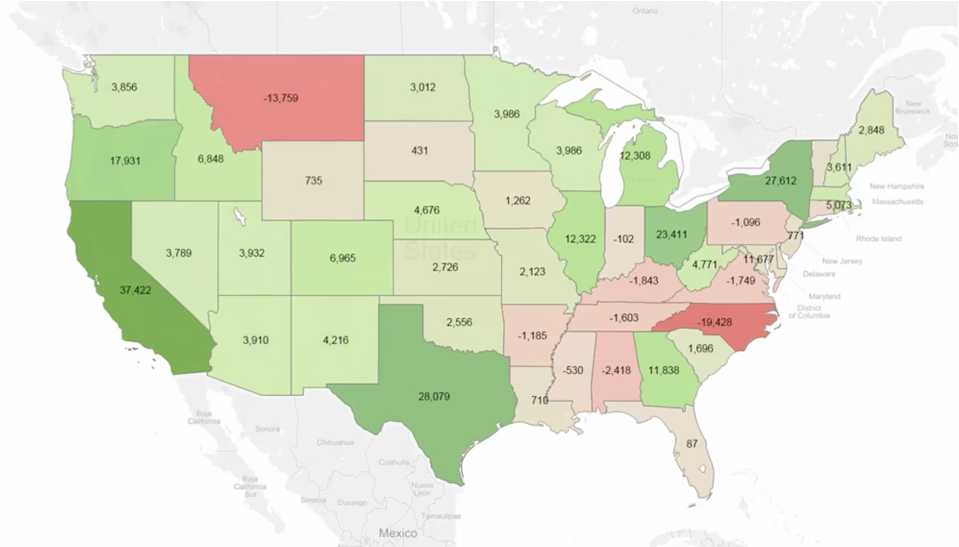 Ontario
3,856
-13,759
3,012
3,986
New
Brunswick
2,848
17,931
6,848
431
3,986
12,308
3,611
735
27,612
New Hampshire
4,676
1,262
5,073
Massachusetts
United
States
-1,096
771
Rhode Island
3,789
3,932
6,965
2,726
12,322
-102
23,411
4,771
11,677
New Jersey
Delaware
37,422
2,123
-1,843
-1,749
Maryland
District
of Columbia
3,910
4,216
2,556
-1,185
-1,603
-19,428
1,696
-530
-2,418
11,838
28,079
710
87
Baja
California
Sonora
Chihuahua
Coahuila
Baja
California
Sur
Sinaloa
Durango
Nuevo
León
Tamaulipas
Mexico